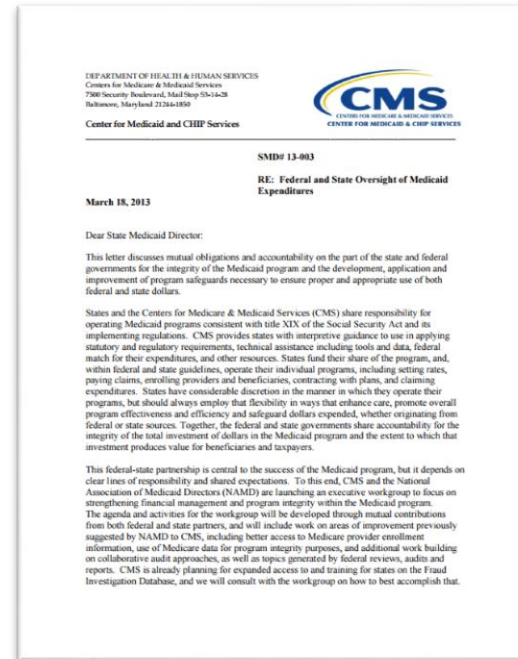 DEPARTMENT OF HEALTH & HUMAN SERVICES
Centers for Medicare & Medicaid Services
7500 Security Boulevard, Mail Stop S3-14-28
Baltimore, Maryland 21244-1850
Center for Medicaid and CHIP Services
CMS
CENTERS FOR MEDICARE & MEDICAID SERVICES
CENTER FOR MEDICAID & CHIP SERVICES
SMD# 13-003
RE: Federal and State Oversight of Medicaid
Expenditures
March 18, 2013
Dear State Medicaid Director:
This letter discusses mutual obligations and accountability on the part of the state and federal
governments for the integrity of the Medicaid program and the development, application and
improvement of program safeguards necessary to ensure proper and appropriate use of both
federal and state dollars.
States and the Centers for Medicare & Medicaid Services (CMS) share responsibility for
operating Medicaid programs consistent with title XIX of the Social Security Act and its
implementing regulations. CMS provides states with interpretive guidance to use in applying
statutory and regulatory requirements, technical assistance including tools and data, federal
match for their expenditures, and other resources. States fund their share of the program, and,
within federal and state guidelines, operate their individual programs, including setting rates,
paying claims, enrolling providers and beneficiaries, contracting with plans, and claiming
expenditures. States have considerable discretion in the manner in which they operate their
programs, but should always employ that flexibility in ways that enhance care, promote overall
program effectiveness and efficiency and safeguard dollars expended, whether originating from
federal or state sources. Together, the federal and state governments share accountability for the
integrity of the total investment of dollars in the Medicaid program and the extent to which that
investment produces value for beneficiaries and taxpayers.
This federal-state partnership is central to the success of the Medicaid program, but it depends on
clear lines of responsibility and shared expectations. To this end, CMS and the National
Association of Medicaid Directors (NAMD) are launching an executive workgroup to focus on
strengthening financial management and program integrity within the Medicaid program.
The agenda and activities for the workgroup will be developed through mutual contributions
from both federal and state partners, and will include work on areas of improvement previously
suggested by NAMD to CMS, including better access to Medicare provider enrollment
information, use of Medicare data for program integrity purposes, and additional work building
on collaborative audit approaches, as well as topics generated by federal reviews, audits and
reports. CMS is already planning for expanded access to and training for states on the Fraud
Investigation Database, and we will consult with the workgroup on how to best accomplish that.